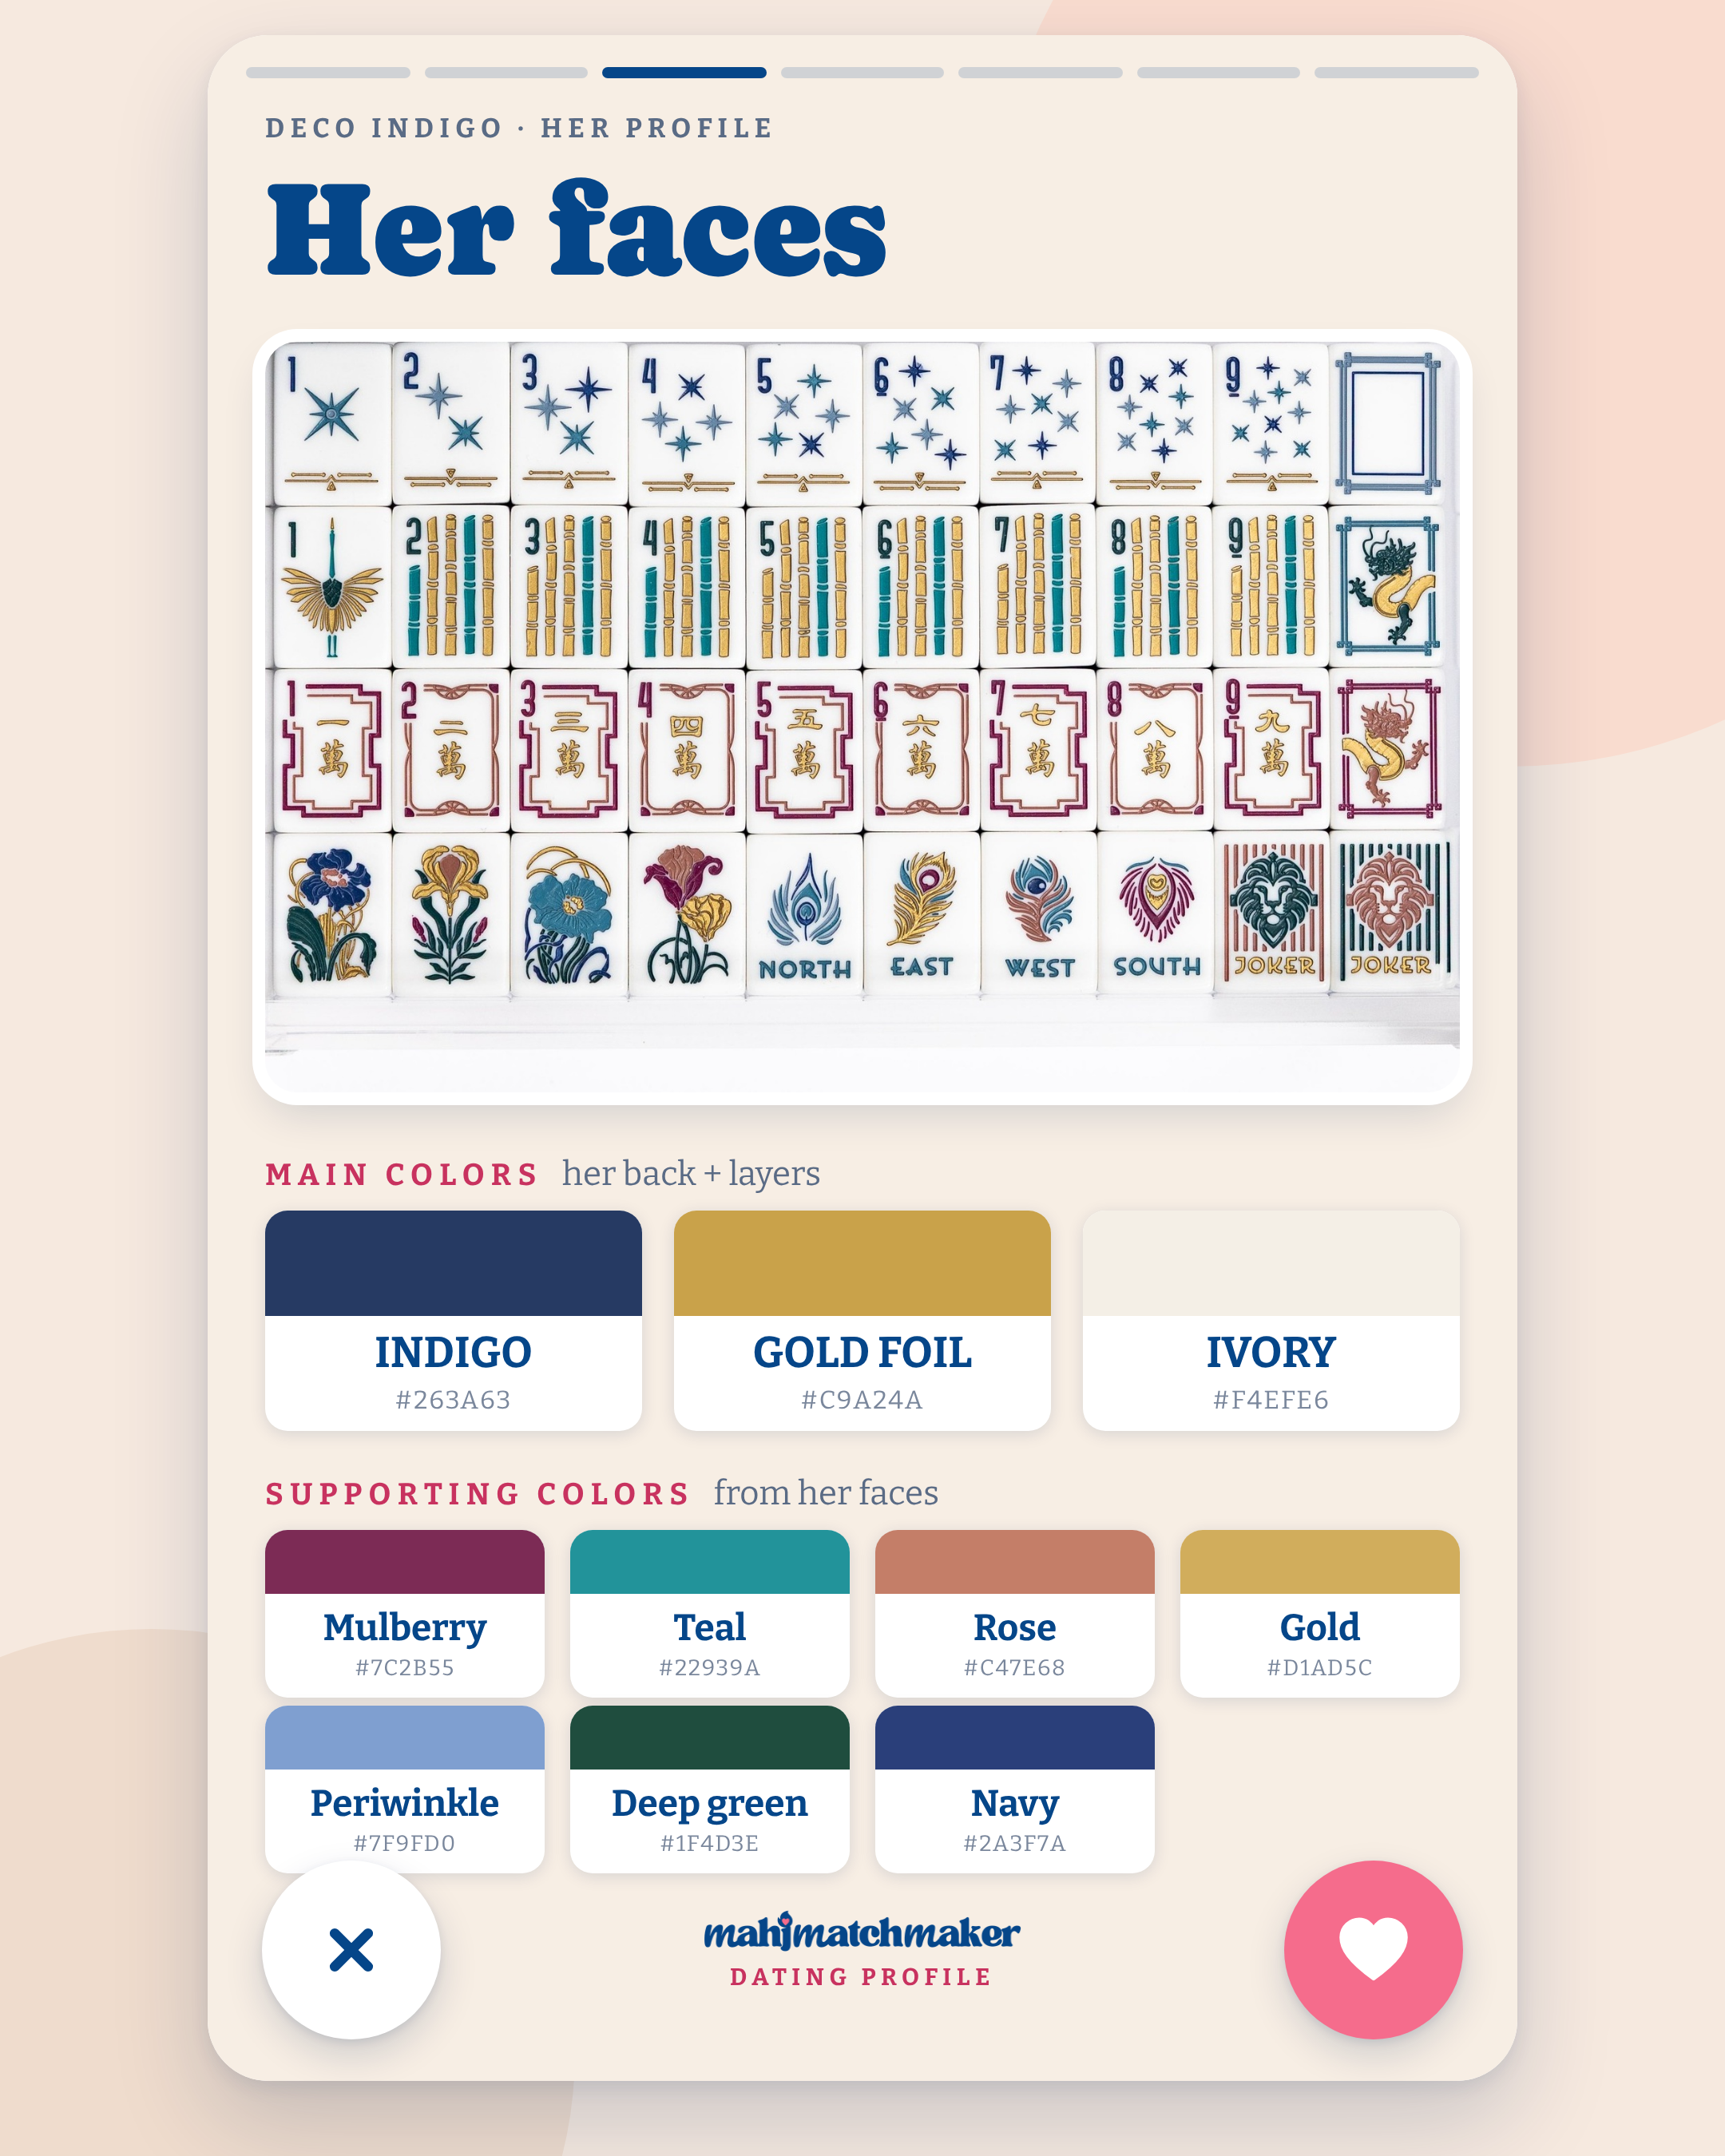 DECO INDIGO · HER PROFILE
Her faces
1 2 3 4 5 6 7 8 9
1 2 3 4 5 6 7 8 9
1 2 3 4 5 6 7 8 9
一 二 三 四 五 六 七 八 九
萬 萬 萬 萬 萬 萬 萬 萬 萬
NORTH EAST WEST SOUTH JOKER JOKER
MAIN COLORS her back + layers
INDIGO GOLD FOIL IVORY
#263A63 #C9A24A #F4EFE6
SUPPORTING COLORS from her faces
Mulberry Teal Rose Gold
#7C2B55 #22939A #C47E68 #D1AD5C
Periwinkle Deep green Navy
#7F9FD0 #1F4D3E #2A3F7A
mahjmatchmaker
DATING PROFILE